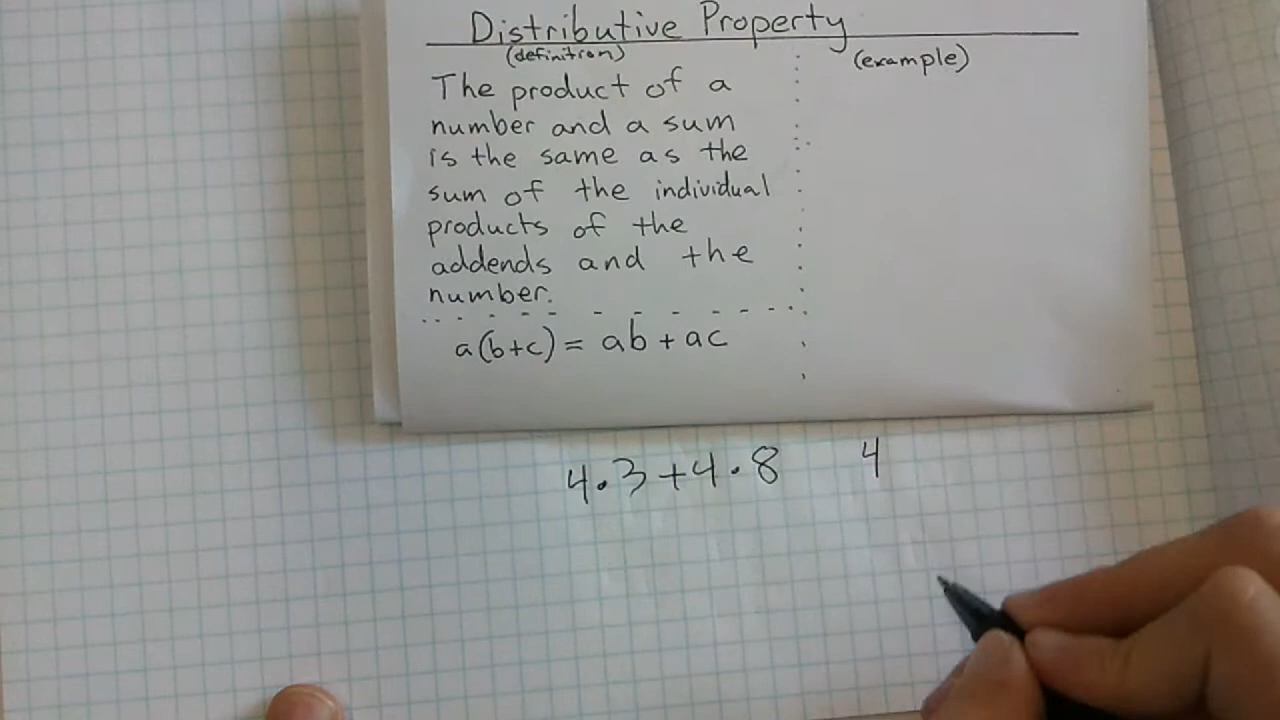 Distributive Property
(definition)
(example)
The product of a
number and a sum
is the same as the
sum of the individual
products of the
addends and the
number.
a(b+c) = ab + ac
4•3+4•8
4